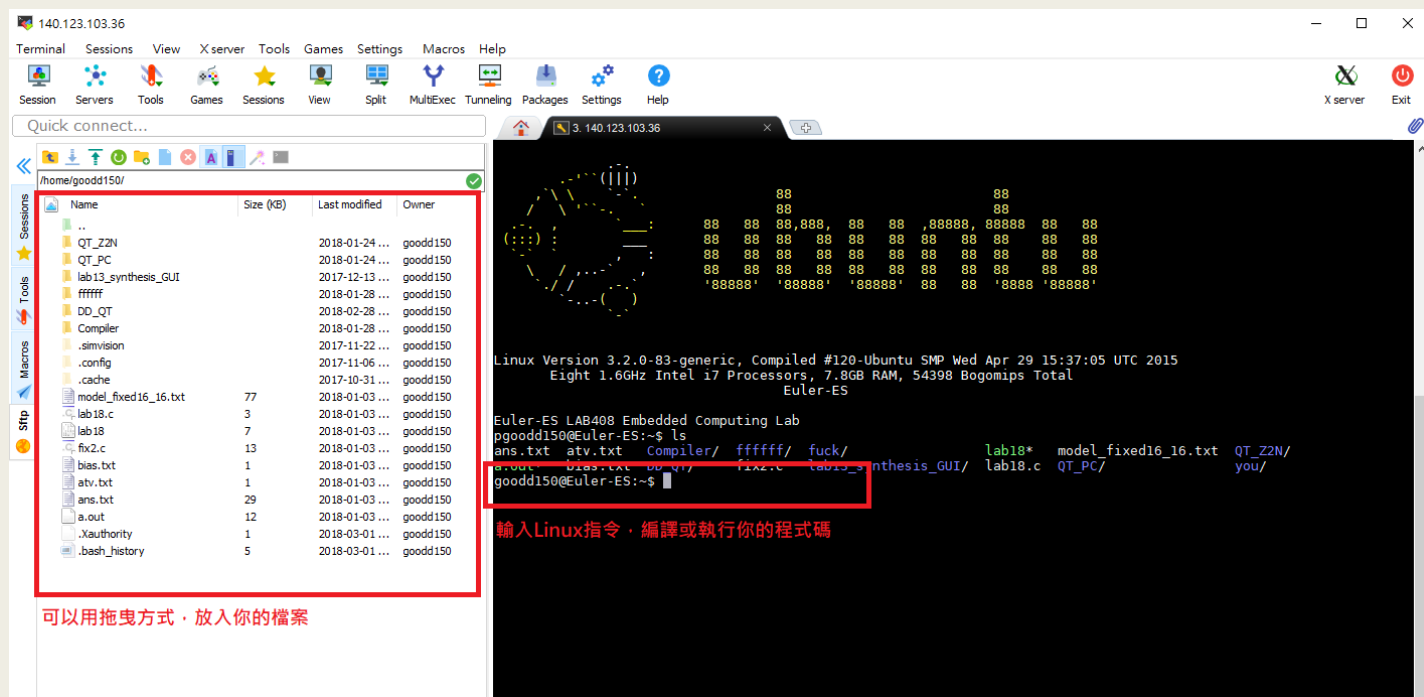 140.123.103.36
Terminal Sessions View X server Tools Games Settings Macros Help
Session Servers Tools Games Sessions View Split MultiExec Tunneling Packages Settings Help X server Exit
Quick connect...
3. 140.123.103.36
/home/goodd150/
Sessions
Tools
Macros
Sftp
Name Size (KB) Last modified Owner
..
QT_Z2N 2018-01-24 ... goodd150
QT_PC 2018-01-24 ... goodd150
lab13_synthesis_GUI 2017-12-13 ... goodd150
ffffff 2018-01-28 ... goodd150
DD_QT 2018-02-28 ... goodd150
Compiler 2018-01-28 ... goodd150
.simvision 2017-11-22 ... goodd150
.config 2017-11-06 ... goodd150
.cache 2017-10-31 ... goodd150
model_fixed16_16.txt 77 2018-01-03 ... goodd150
lab18.c 3 2018-01-03 ... goodd150
lab18 7 2018-01-03 ... goodd150
fix2.c 13 2018-01-03 ... goodd150
bias.txt 1 2018-01-03 ... goodd150
atv.txt 1 2018-01-03 ... goodd150
ans.txt 29 2018-01-03 ... goodd150
a.out 12 2018-01-03 ... goodd150
.Xauthority 1 2018-03-01 ... goodd150
.bash_history 5 2018-03-01 ... goodd150
可以用拖曳方式，放入你的檔案
ubuntu
Linux Version 3.2.0-83-generic, Compiled #120-Ubuntu SMP Wed Apr 29 15:37:05 UTC 2015
Eight 1.6GHz Intel i7 Processors, 7.8GB RAM, 54398 Bogomips Total
Euler-ES
Euler-ES LAB408 Embedded Computing Lab
pgoodd150@Euler-ES:~$ ls
ans.txt atv.txt Compiler/ ffffff/ fuck/ lab18* model_fixed16_16.txt QT_Z2N/
a.out* bias.txt DD_QT/ fix2.c lab13_synthesis_GUI/ lab18.c QT_PC/ you/
goodd150@Euler-ES:~$
輸入Linux指令，編譯或執行你的程式碼